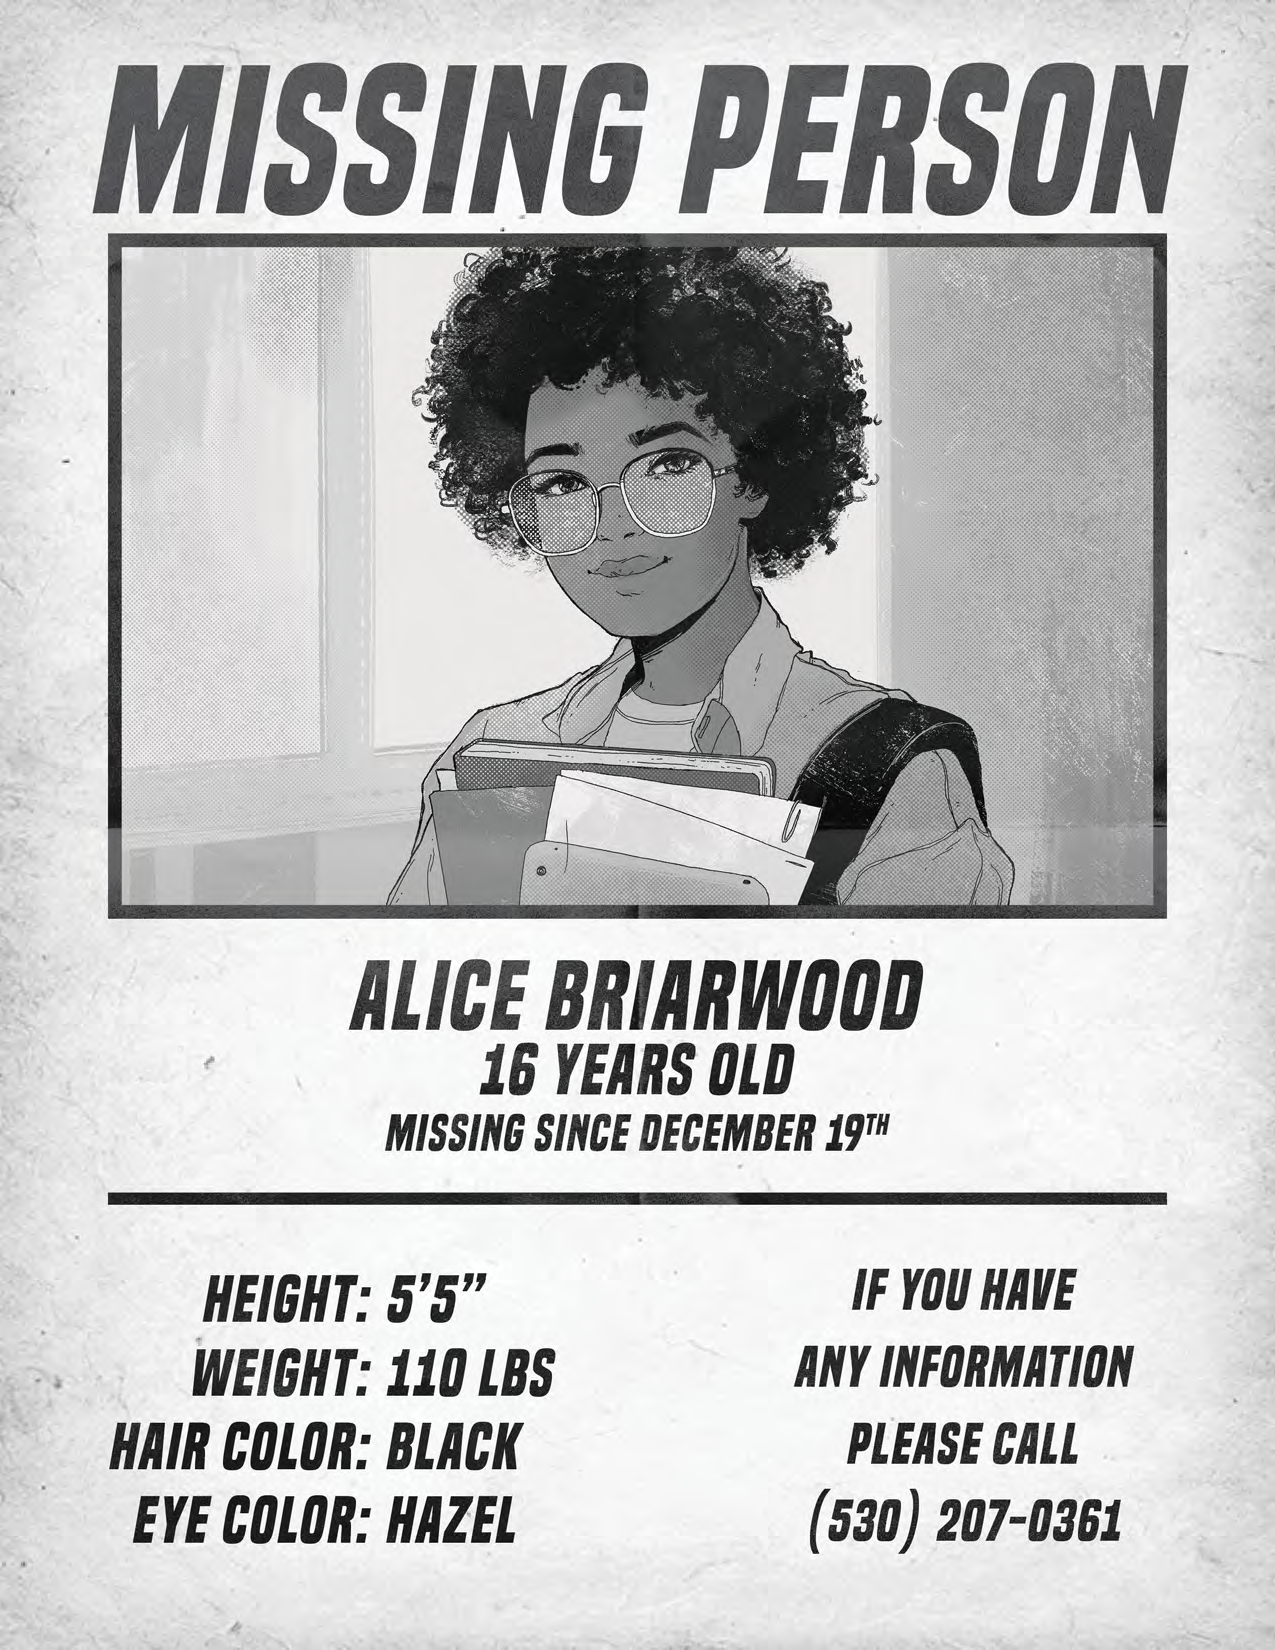 MISSING PERSON
ALICE BRIARWOOD
16 YEARS OLD
MISSING SINCE DECEMBER 19TH
HEIGHT: 5’5”
WEIGHT: 110 LBS
HAIR COLOR: BLACK
EYE COLOR: HAZEL
IF YOU HAVE
ANY INFORMATION
PLEASE CALL
(530) 207-0361